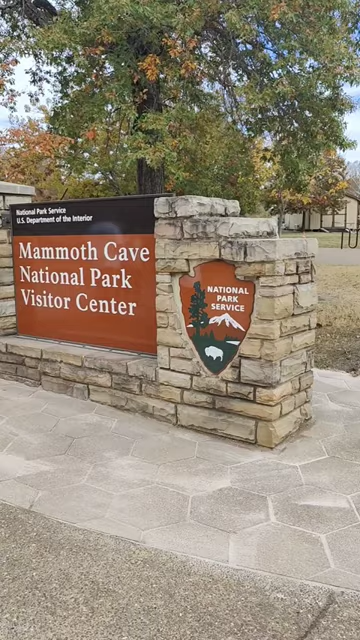 National Park Service
U.S. Department of the Interior
Mammoth Cave
National Park
Visitor Center
NATIONAL
PARK
SERVICE